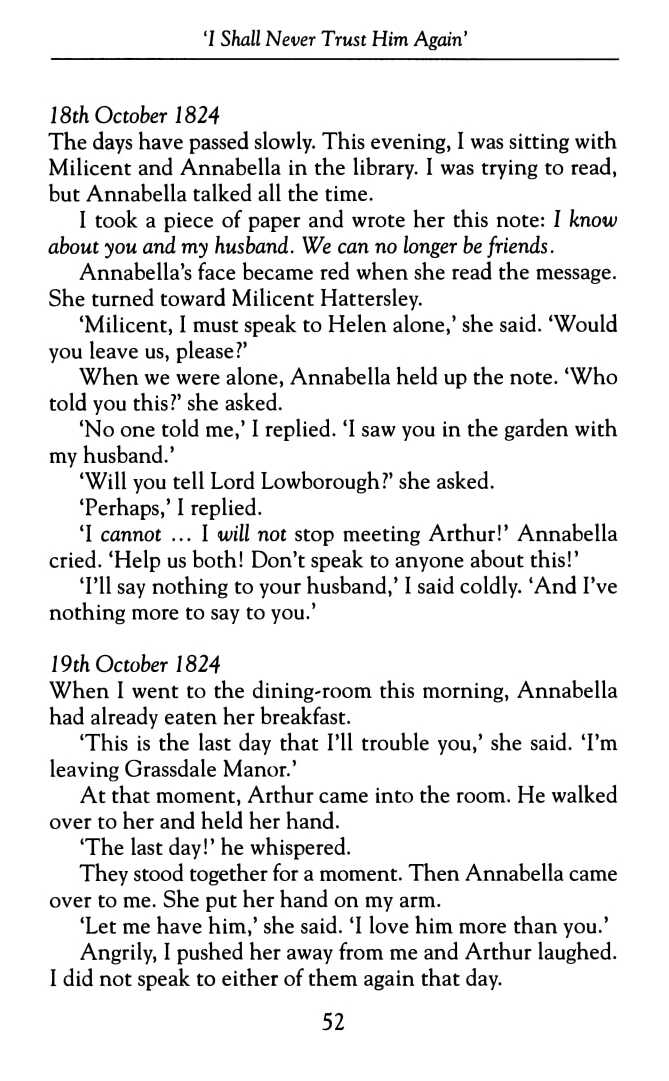 ‘I Shall Never Trust Him Again’
18th October 1824
The days have passed slowly. This evening, I was sitting with
Milicent and Annabella in the library. I was trying to read,
but Annabella talked all the time.
I took a piece of paper and wrote her this note: I know
about you and my husband. We can no longer be friends.
Annabella’s face became red when she read the message.
She turned toward Milicent Hattersley.
‘Milicent, I must speak to Helen alone,’ she said. ‘Would
you leave us, please?’
When we were alone, Annabella held up the note. ‘Who
told you this?’ she asked.
‘No one told me,’ I replied. ‘I saw you in the garden with
my husband.’
‘Will you tell Lord Lowborough?’ she asked.
‘Perhaps,’ I replied.
‘I cannot ... I will not stop meeting Arthur!’ Annabella
cried. ‘Help us both! Don’t speak to anyone about this!’
‘I’ll say nothing to your husband,’ I said coldly. ‘And I’ve
nothing more to say to you.’
19th October 1824
When I went to the dining-room this morning, Annabella
had already eaten her breakfast.
‘This is the last day that I’ll trouble you,’ she said. ‘I’m
leaving Grassdale Manor.’
At that moment, Arthur came into the room. He walked
over to her and held her hand.
‘The last day!’ he whispered.
They stood together for a moment. Then Annabella came
over to me. She put her hand on my arm.
‘Let me have him,’ she said. ‘I love him more than you.’
Angrily, I pushed her away from me and Arthur laughed.
I did not speak to either of them again that day.
52